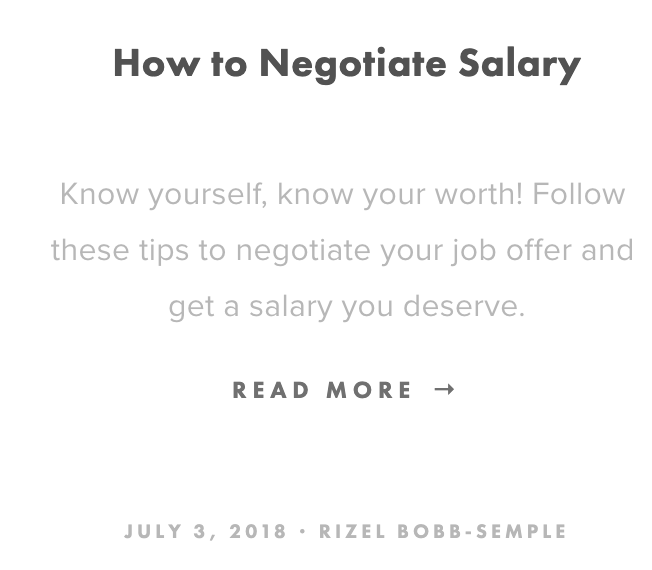 How to Negotiate Salary
Know yourself, know your worth! Follow
these tips to negotiate your job offer and
get a salary you deserve.
READ MORE →
JULY 3, 2018 · RIZEL BOBB-SEMPLE